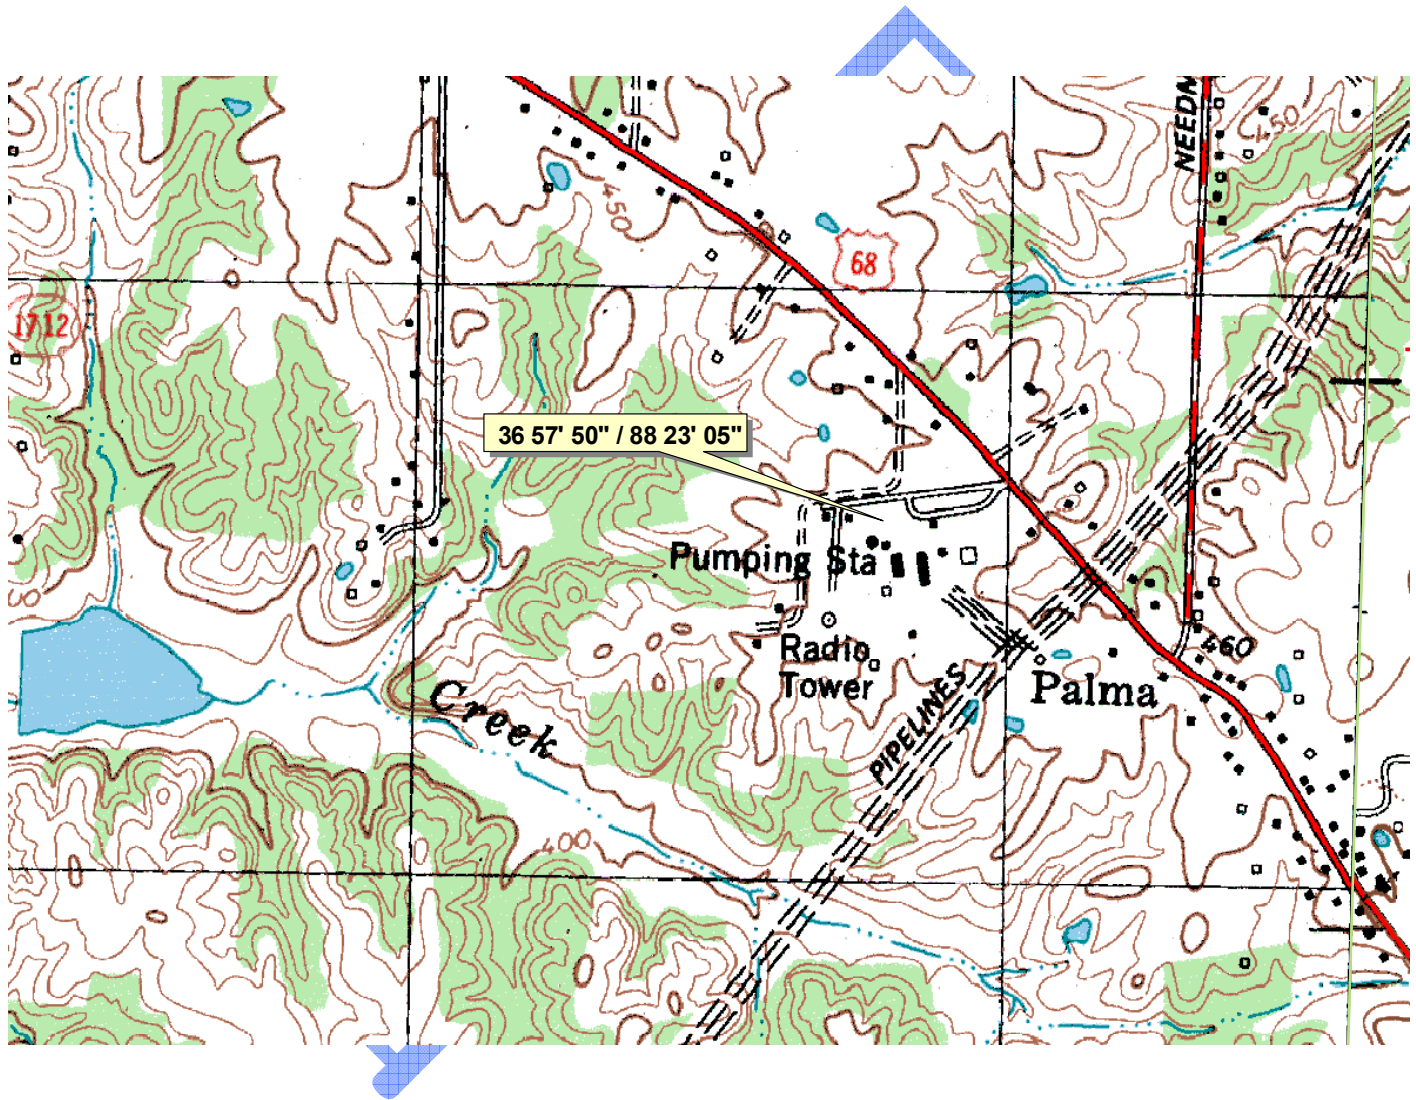 NEEDM
450
450
68
1712
36 57' 50" / 88 23' 05"
Pumping Sta
Radio
Tower
460
Palma
PIPELINES
Creek
400